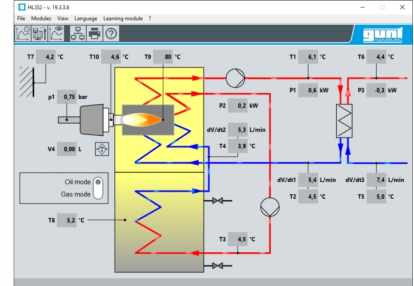 HL352 - v. 19.3.3.6
File Modules View Language Learning module ?
gunt
T7 4,2 °C
T10 4,6 °C
T9 80 °C
T1 6,1 °C
T6 4,4 °C
p1 0,75 bar
P2 0,2 kW
P1 0,6 kW
P3 -0,3 kW
dV/dt2 5,3 L/min
V4 0,00 L
T4 3,9 °C
Oil mode
Gas mode
dV/dt1 5,4 L/min
dV/dt3 7,4 L/min
T2 4,5 °C
T5 5,0 °C
T8 5,2 °C
T3 4,5 °C